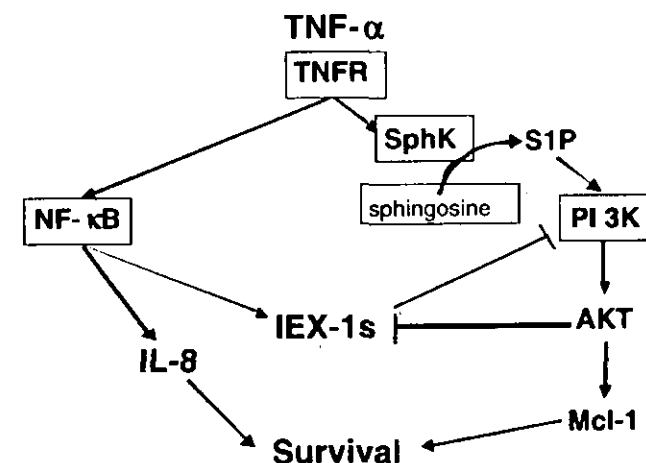 TNF-α
TNFR
SphK
S1P
sphingosine
NF-κB
PI 3K
IEX-1s
AKT
IL-8
Mcl-1
Survival